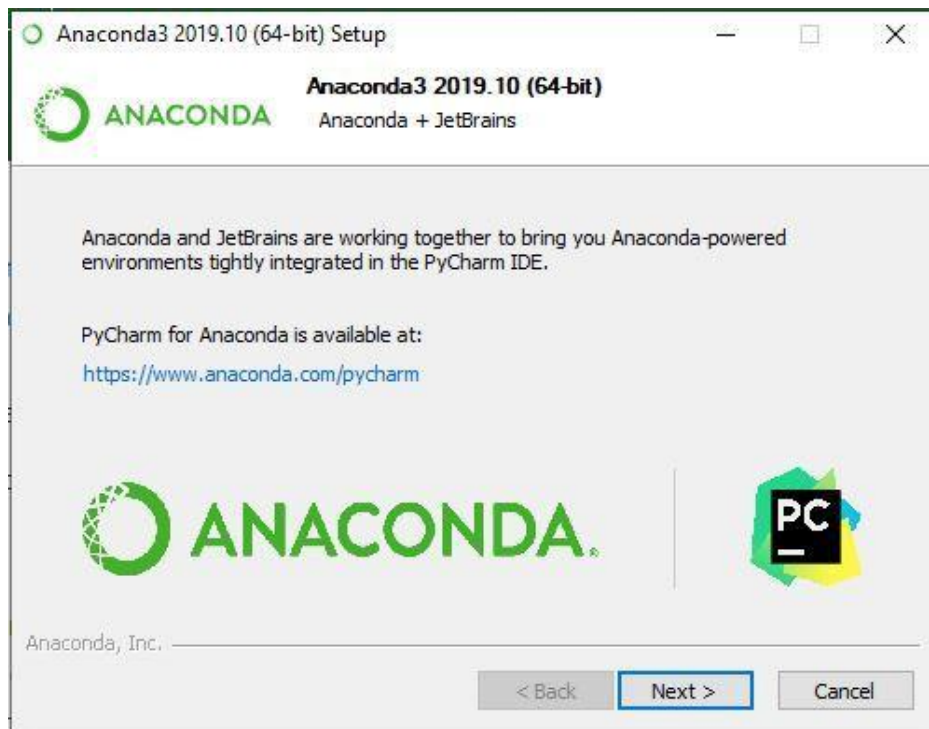 Anaconda3 2019.10 (64-bit) Setup
ANACONDA
Anaconda3 2019.10 (64-bit)
Anaconda + JetBrains
Anaconda and JetBrains are working together to bring you Anaconda-powered
environments tightly integrated in the PyCharm IDE.
PyCharm for Anaconda is available at:
https://www.anaconda.com/pycharm
ANACONDA.
PC
Anaconda, Inc.
< Back Next > Cancel